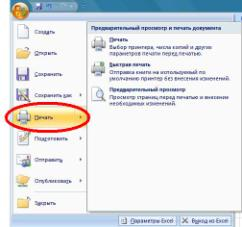 Создать
Открыть
Сохранить
Сохранить как
Печать
Подготовить
Отправить
Опубликовать
Закрыть
Предварительный просмотр и печать документа
Печать
Выбор принтера, числа копий и других
параметров печати перед печатью.
Быстрая печать
Отправка книги на используемый по
умолчанию принтер без внесения изменений.
Предварительный просмотр
Просмотр страниц перед печатью и внесение
необходимых изменений.
Параметры Excel
Выход из Excel